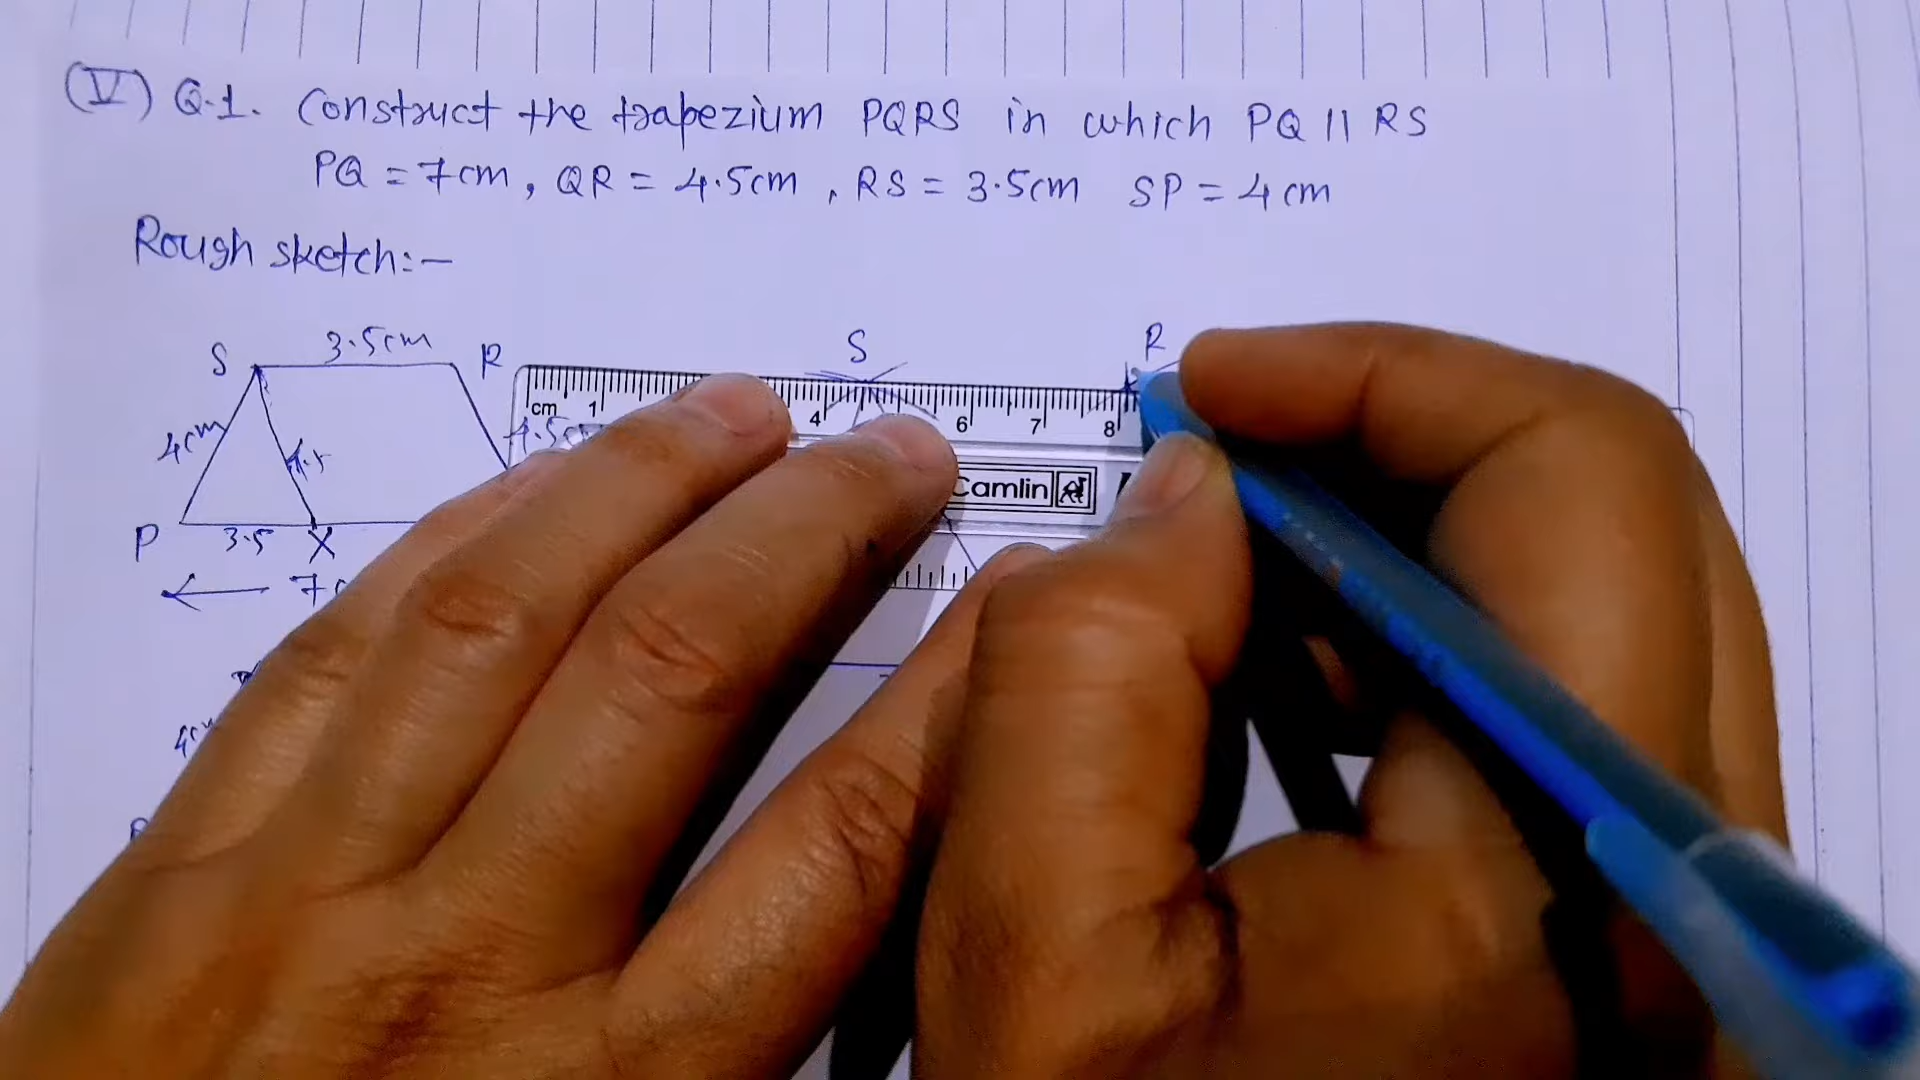 (V) Q.1. Construct the trapezium PQRS in which PQ || RS
PQ = 7cm, QR = 4.5cm, RS = 3.5cm SP = 4cm
Rough sketch:-
S 3.5cm R
S R
4cm
4.5
cm 1 4 6 7 8
Camlin
P 3.5 X
7